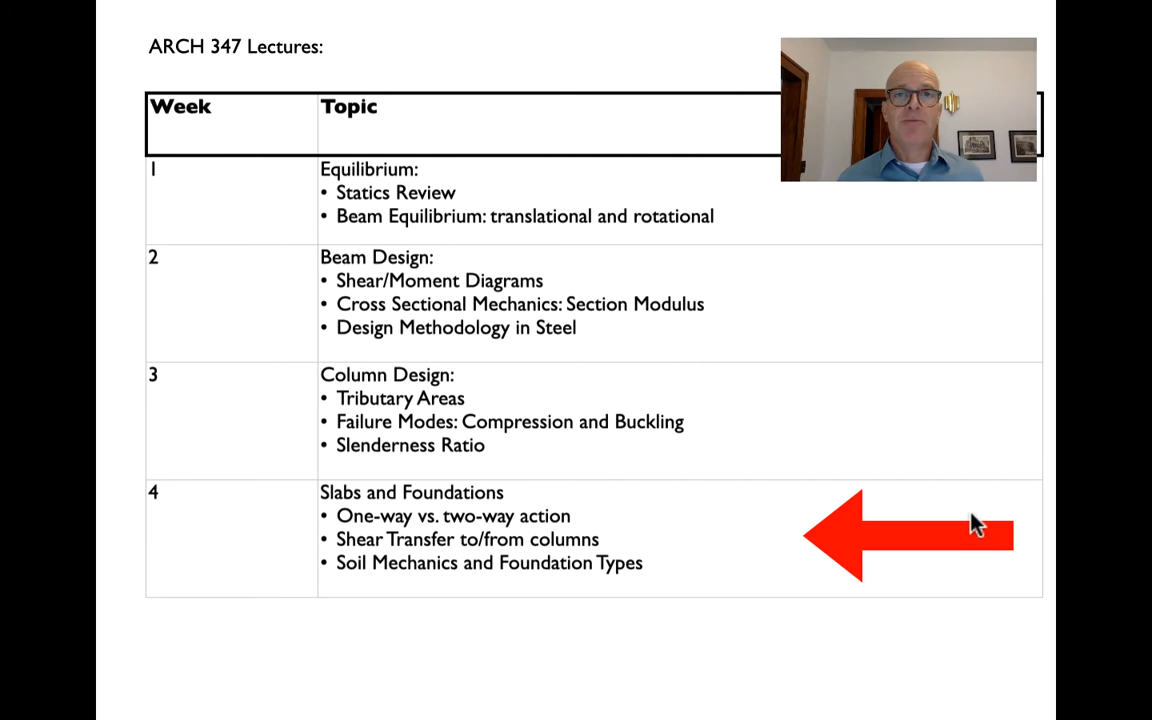 ARCH 347 Lectures:
Week Topic
1 Equilibrium:
• Statics Review
• Beam Equilibrium: translational and rotational
2 Beam Design:
• Shear/Moment Diagrams
• Cross Sectional Mechanics: Section Modulus
• Design Methodology in Steel
3 Column Design:
• Tributary Areas
• Failure Modes: Compression and Buckling
• Slenderness Ratio
4 Slabs and Foundations
• One-way vs. two-way action
• Shear Transfer to/from columns
• Soil Mechanics and Foundation Types